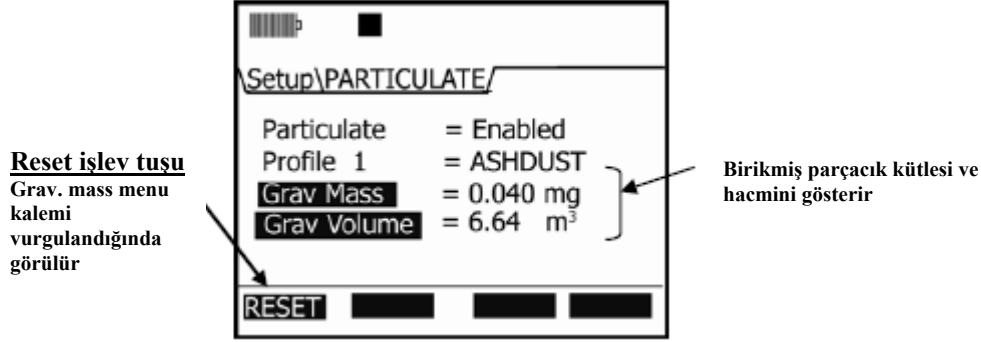 Setup\PARTICULATE/
Particulate = Enabled
Profile 1 = ASHDUST
Grav Mass = 0.040 mg
Grav Volume = 6.64 m³
RESET
Reset işlev tuşu
Grav. mass menu
kalemi
vurgulandığında
görülür
Birikmiş parçacık kütlesi ve
hacmini gösterir